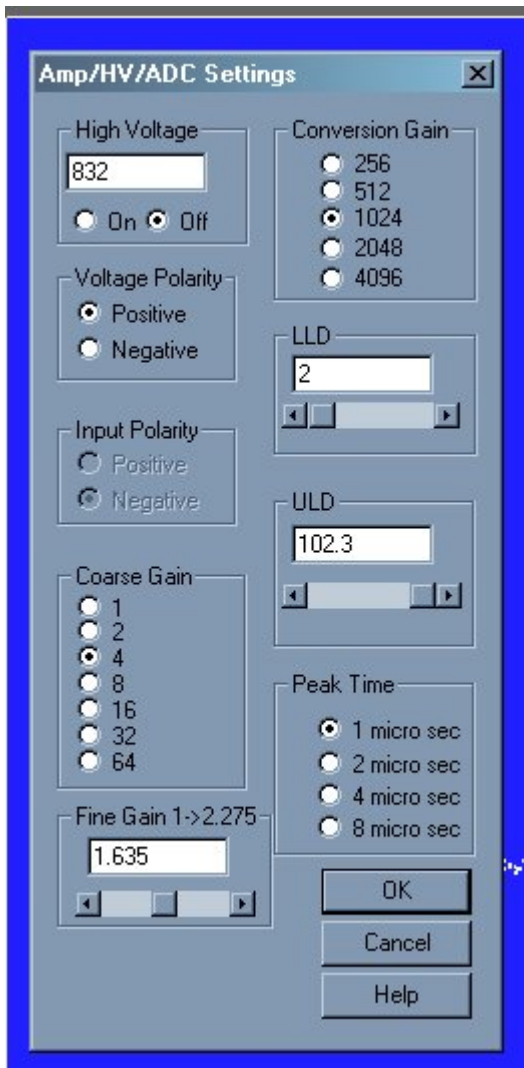 Amp/HV/ADC Settings
High Voltage
832
On Off
Voltage Polarity
Positive
Negative
Input Polarity
Positive
Negative
Coarse Gain
1
2
4
8
16
32
64
Fine Gain 1->2.275
1.635
Conversion Gain
256
512
1024
2048
4096
LLD
2
ULD
102.3
Peak Time
1 micro sec
2 micro sec
4 micro sec
8 micro sec
OK
Cancel
Help